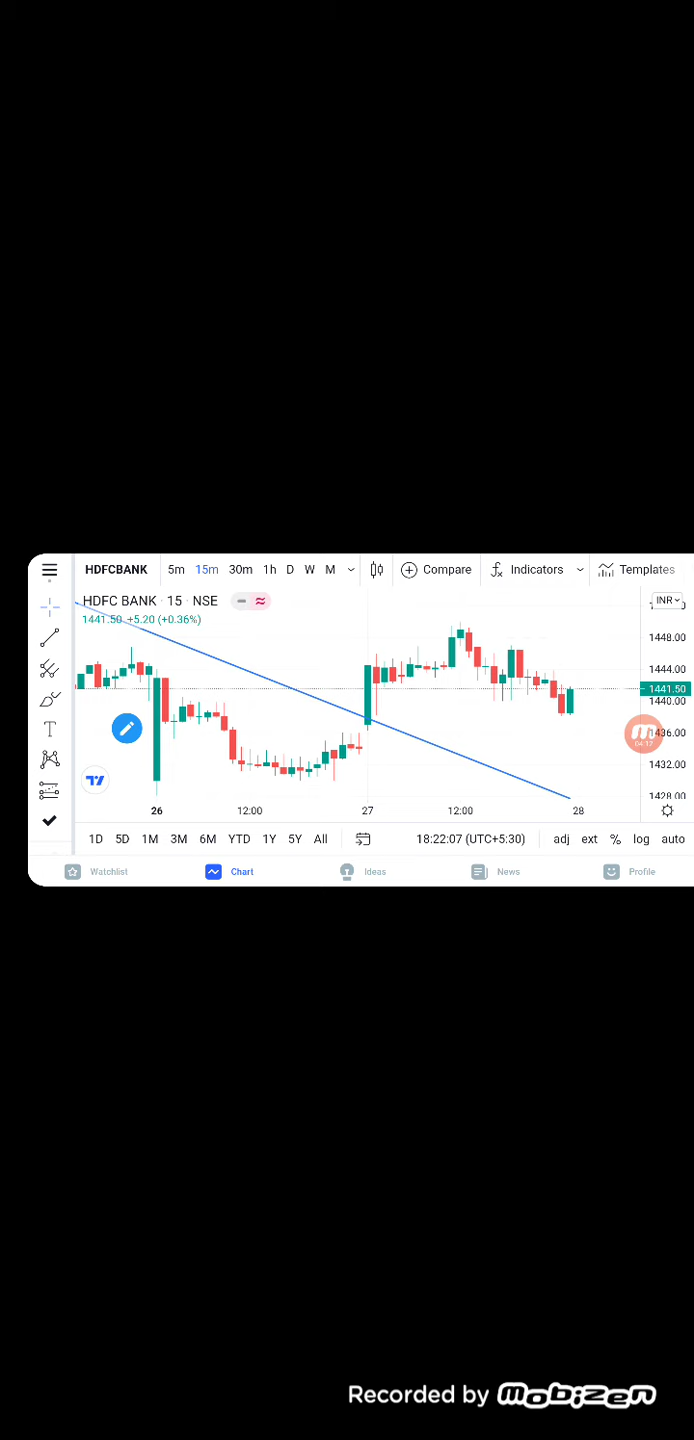 HDFCBANK 5m 15m 30m 1h D W M Compare Indicators Templates
HDFC BANK · 15 · NSE
INR
1441.50 +5.20 (+0.36%)
1448.00
1444.00
1441.50
1440.00
1436.00
04:12
1432.00
1428.00
26 12:00 27 12:00 28
1D 5D 1M 3M 6M YTD 1Y 5Y All 18:22:07 (UTC+5:30) adj ext % log auto
Watchlist Chart Ideas News Profile
Recorded by mobizen